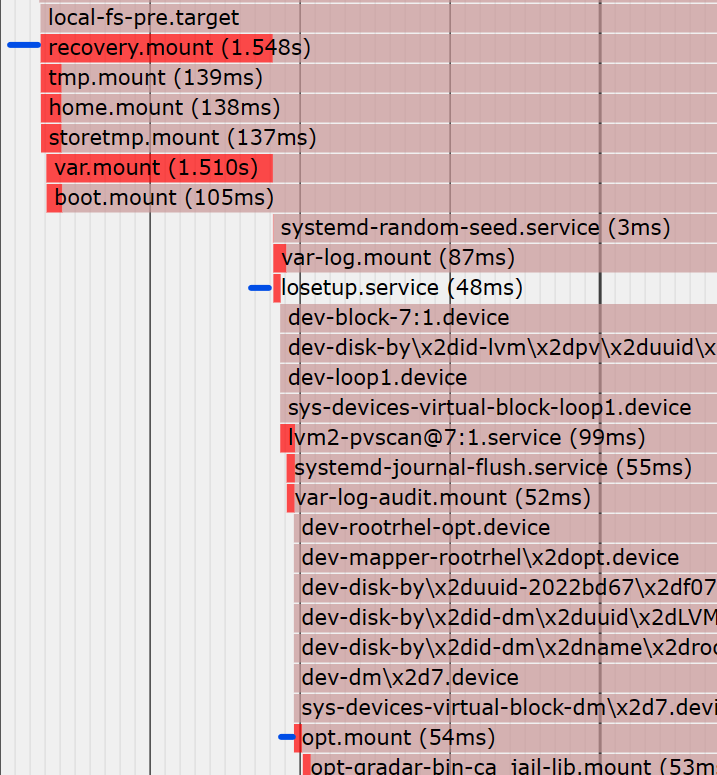 local-fs-pre.target
recovery.mount (1.548s)
tmp.mount (139ms)
home.mount (138ms)
storetmp.mount (137ms)
var.mount (1.510s)
boot.mount (105ms)
systemd-random-seed.service (3ms)
var-log.mount (87ms)
losetup.service (48ms)
dev-block-7:1.device
dev-disk-by\x2did-lvm\x2dpv\x2duuid\x
dev-loop1.device
sys-devices-virtual-block-loop1.device
lvm2-pvscan@7:1.service (99ms)
systemd-journal-flush.service (55ms)
var-log-audit.mount (52ms)
dev-rootrhel-opt.device
dev-mapper-rootrhel\x2dopt.device
dev-disk-by\x2duuid-2022bd67\x2df07
dev-disk-by\x2did-dm\x2duuid\x2dLVM
dev-disk-by\x2did-dm\x2dname\x2dro
dev-dm\x2d7.device
sys-devices-virtual-block-dm\x2d7.devi
opt.mount (54ms)
opt-qradar-bin-ca_jail-lib.mount (53m